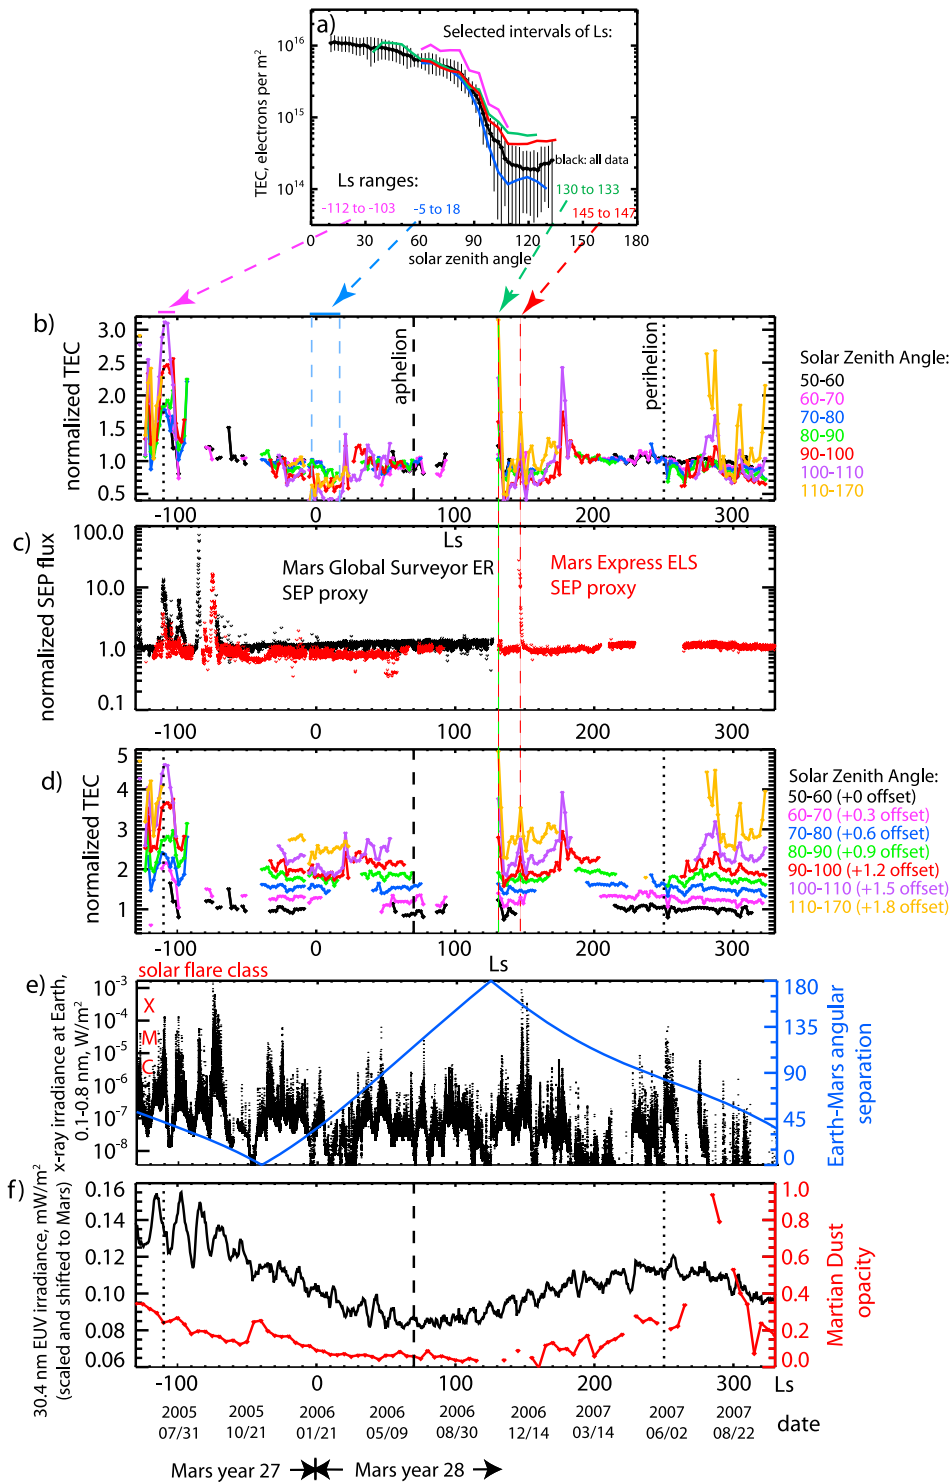 a)
Selected intervals of Ls:
TEC, electrons per m²
10¹⁶
10¹⁵
10¹⁴
black: all data
Ls ranges:
-112 to -103
-5 to 18
130 to 133
145 to 147
0 30 60 90 120 150 180
solar zenith angle
b)
normalized TEC
3.0
2.5
2.0
1.5
1.0
0.5
aphelion
perihelion
-100 0 100 200 300
Ls
Solar Zenith Angle:
50-60
60-70
70-80
80-90
90-100
100-110
110-170
c)
normalized SEP flux
100.0
10.0
1.0
0.1
Mars Global Surveyor ER
SEP proxy
Mars Express ELS
SEP proxy
-100 0 100 200 300
d)
normalized TEC
5
4
3
2
1
-100 0 100 200 300
Ls
Solar Zenith Angle:
50-60 (+0 offset)
60-70 (+0.3 offset)
70-80 (+0.6 offset)
80-90 (+0.9 offset)
90-100 (+1.2 offset)
100-110 (+1.5 offset)
110-170 (+1.8 offset)
solar flare class
e)
x-ray irradiance at Earth,
0.1-0.8 nm, W/m²
10⁻³
10⁻⁴
10⁻⁵
10⁻⁶
10⁻⁷
10⁻⁸
X
M
C
180
135
90
45
0
Earth-Mars angular
separation
f)
30.4 nm EUV irradiance, mW/m²
(scaled and shifted to Mars)
0.16
0.14
0.12
0.10
0.08
0.06
1.0
0.8
0.6
0.4
0.2
0.0
Martian Dust
opacity
-100 0 100 200 300 Ls
2005 2005 2006 2006 2006 2006 2007 2007 2007
07/31 10/21 01/21 05/09 08/30 12/14 03/14 06/02 08/22
date
Mars year 27 Mars year 28